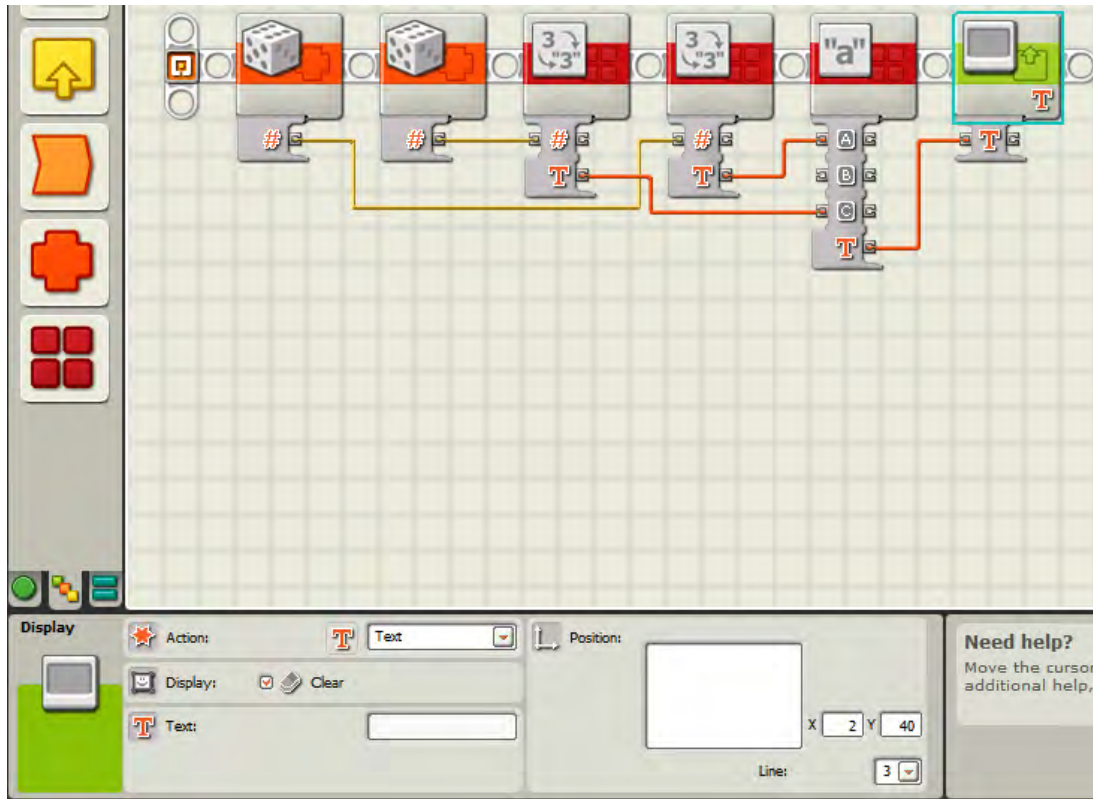 3 "3"
3 "3"
"a"
T
# # # # A T
T T B
C
T
Display
Action: T Text
Display: Clear
T Text:
Position:
X 2 Y 40
Line: 3
Need help?
Move the cursor
additional help,